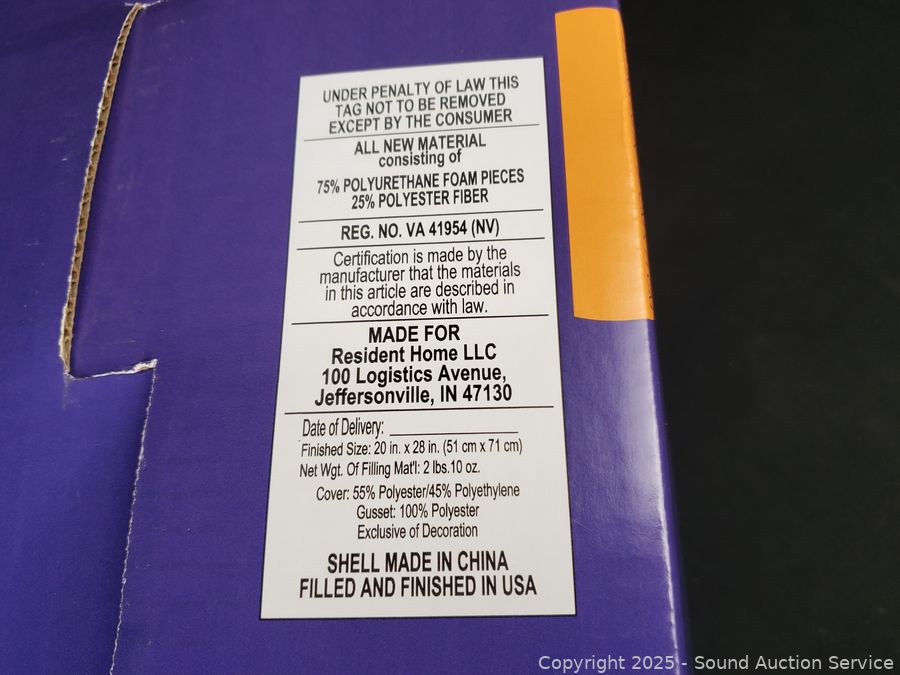 UNDER PENALTY OF LAW THIS
TAG NOT TO BE REMOVED
EXCEPT BY THE CONSUMER
ALL NEW MATERIAL
consisting of
75% POLYURETHANE FOAM PIECES
25% POLYESTER FIBER
REG. NO. VA 41954 (NV)
Certification is made by the
manufacturer that the materials
in this article are described in
accordance with law.
MADE FOR
Resident Home LLC
100 Logistics Avenue,
Jeffersonville, IN 47130
Date of Delivery:
Finished Size: 20 in. x 28 in. (51 cm x 71 cm)
Net Wgt. Of Filling Mat'l: 2 lbs.10 oz.
Cover: 55% Polyester/45% Polyethylene
Gusset: 100% Polyester
Exclusive of Decoration
SHELL MADE IN CHINA
FILLED AND FINISHED IN USA
Copyright 2025 - Sound Auction Service